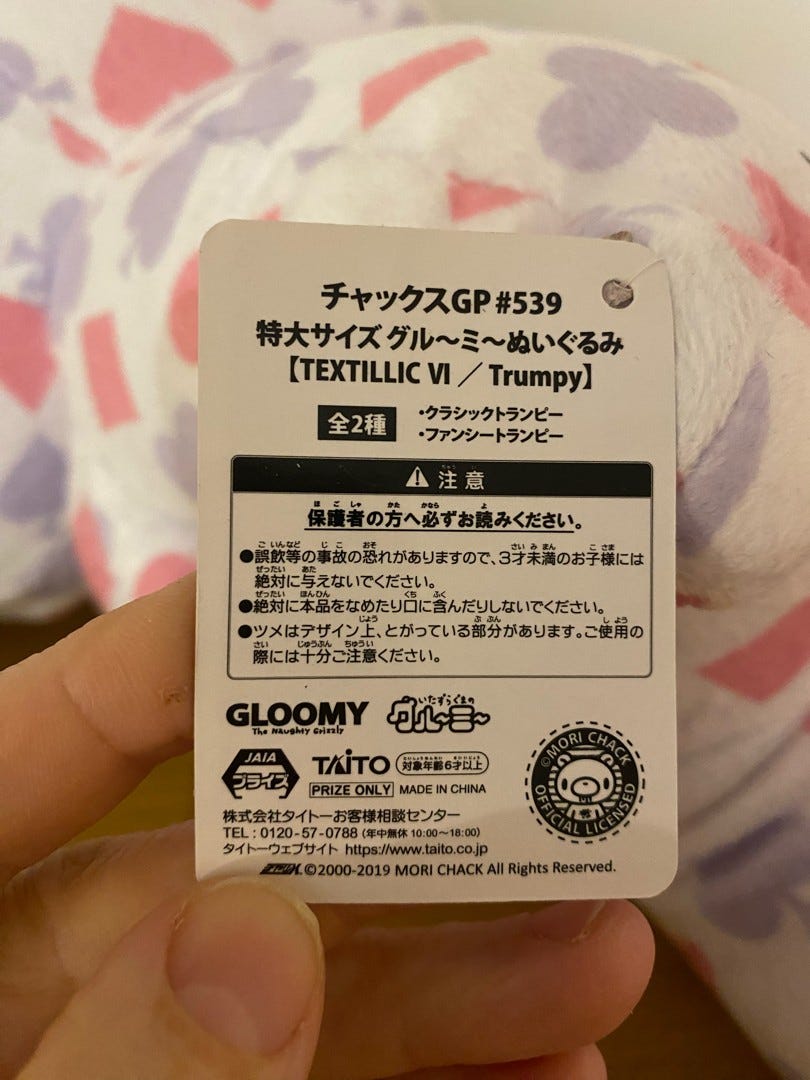 チャックスGP #539
特大サイズ グル〜ミ〜ぬいぐるみ
【TEXTILLIC VI ／ Trumpy】
全2種
・クラシックトランピー
・ファンシートランピー
⚠ 注意
保護者の方へ必ずお読みください。
●誤飲等の事故の恐れがありますので、3才未満のお子様には
絶対に与えないでください。
●絶対に本品をなめたり口に含んだりしないでください。
●ツメはデザイン上、とがっている部分があります。ご使用の
際には十分ご注意ください。
GLOOMY
The Naughty Grizzly
いたずらぐまの
グル〜ミ〜
JAIA
プライズ
TAITO
対象年齢6才以上
PRIZE ONLY MADE IN CHINA
©MORI CHACK
OFFICIAL LICENSED
株式会社タイトーお客様相談センター
TEL : 0120-57-0788 (年中無休 10:00〜18:00)
タイトーウェブサイト https://www.taito.co.jp
©2000-2019 MORI CHACK All Rights Reserved.